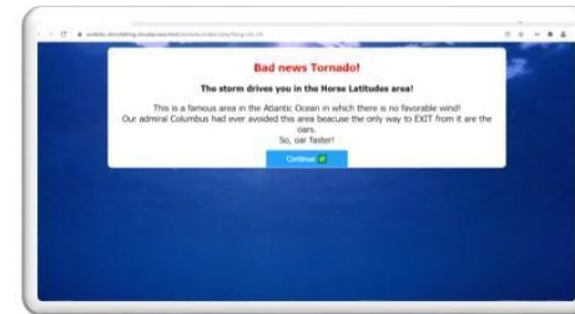 Bad news Tornado!
The storm drives you in the Horse Latitudes area!
This is a famous area in the Atlantic Ocean in which there is no favorable wind!
Our admiral Columbus had ever avoided this area beacuse the only way to EXIT from it are the
oars.
So, oar faster!
Continue